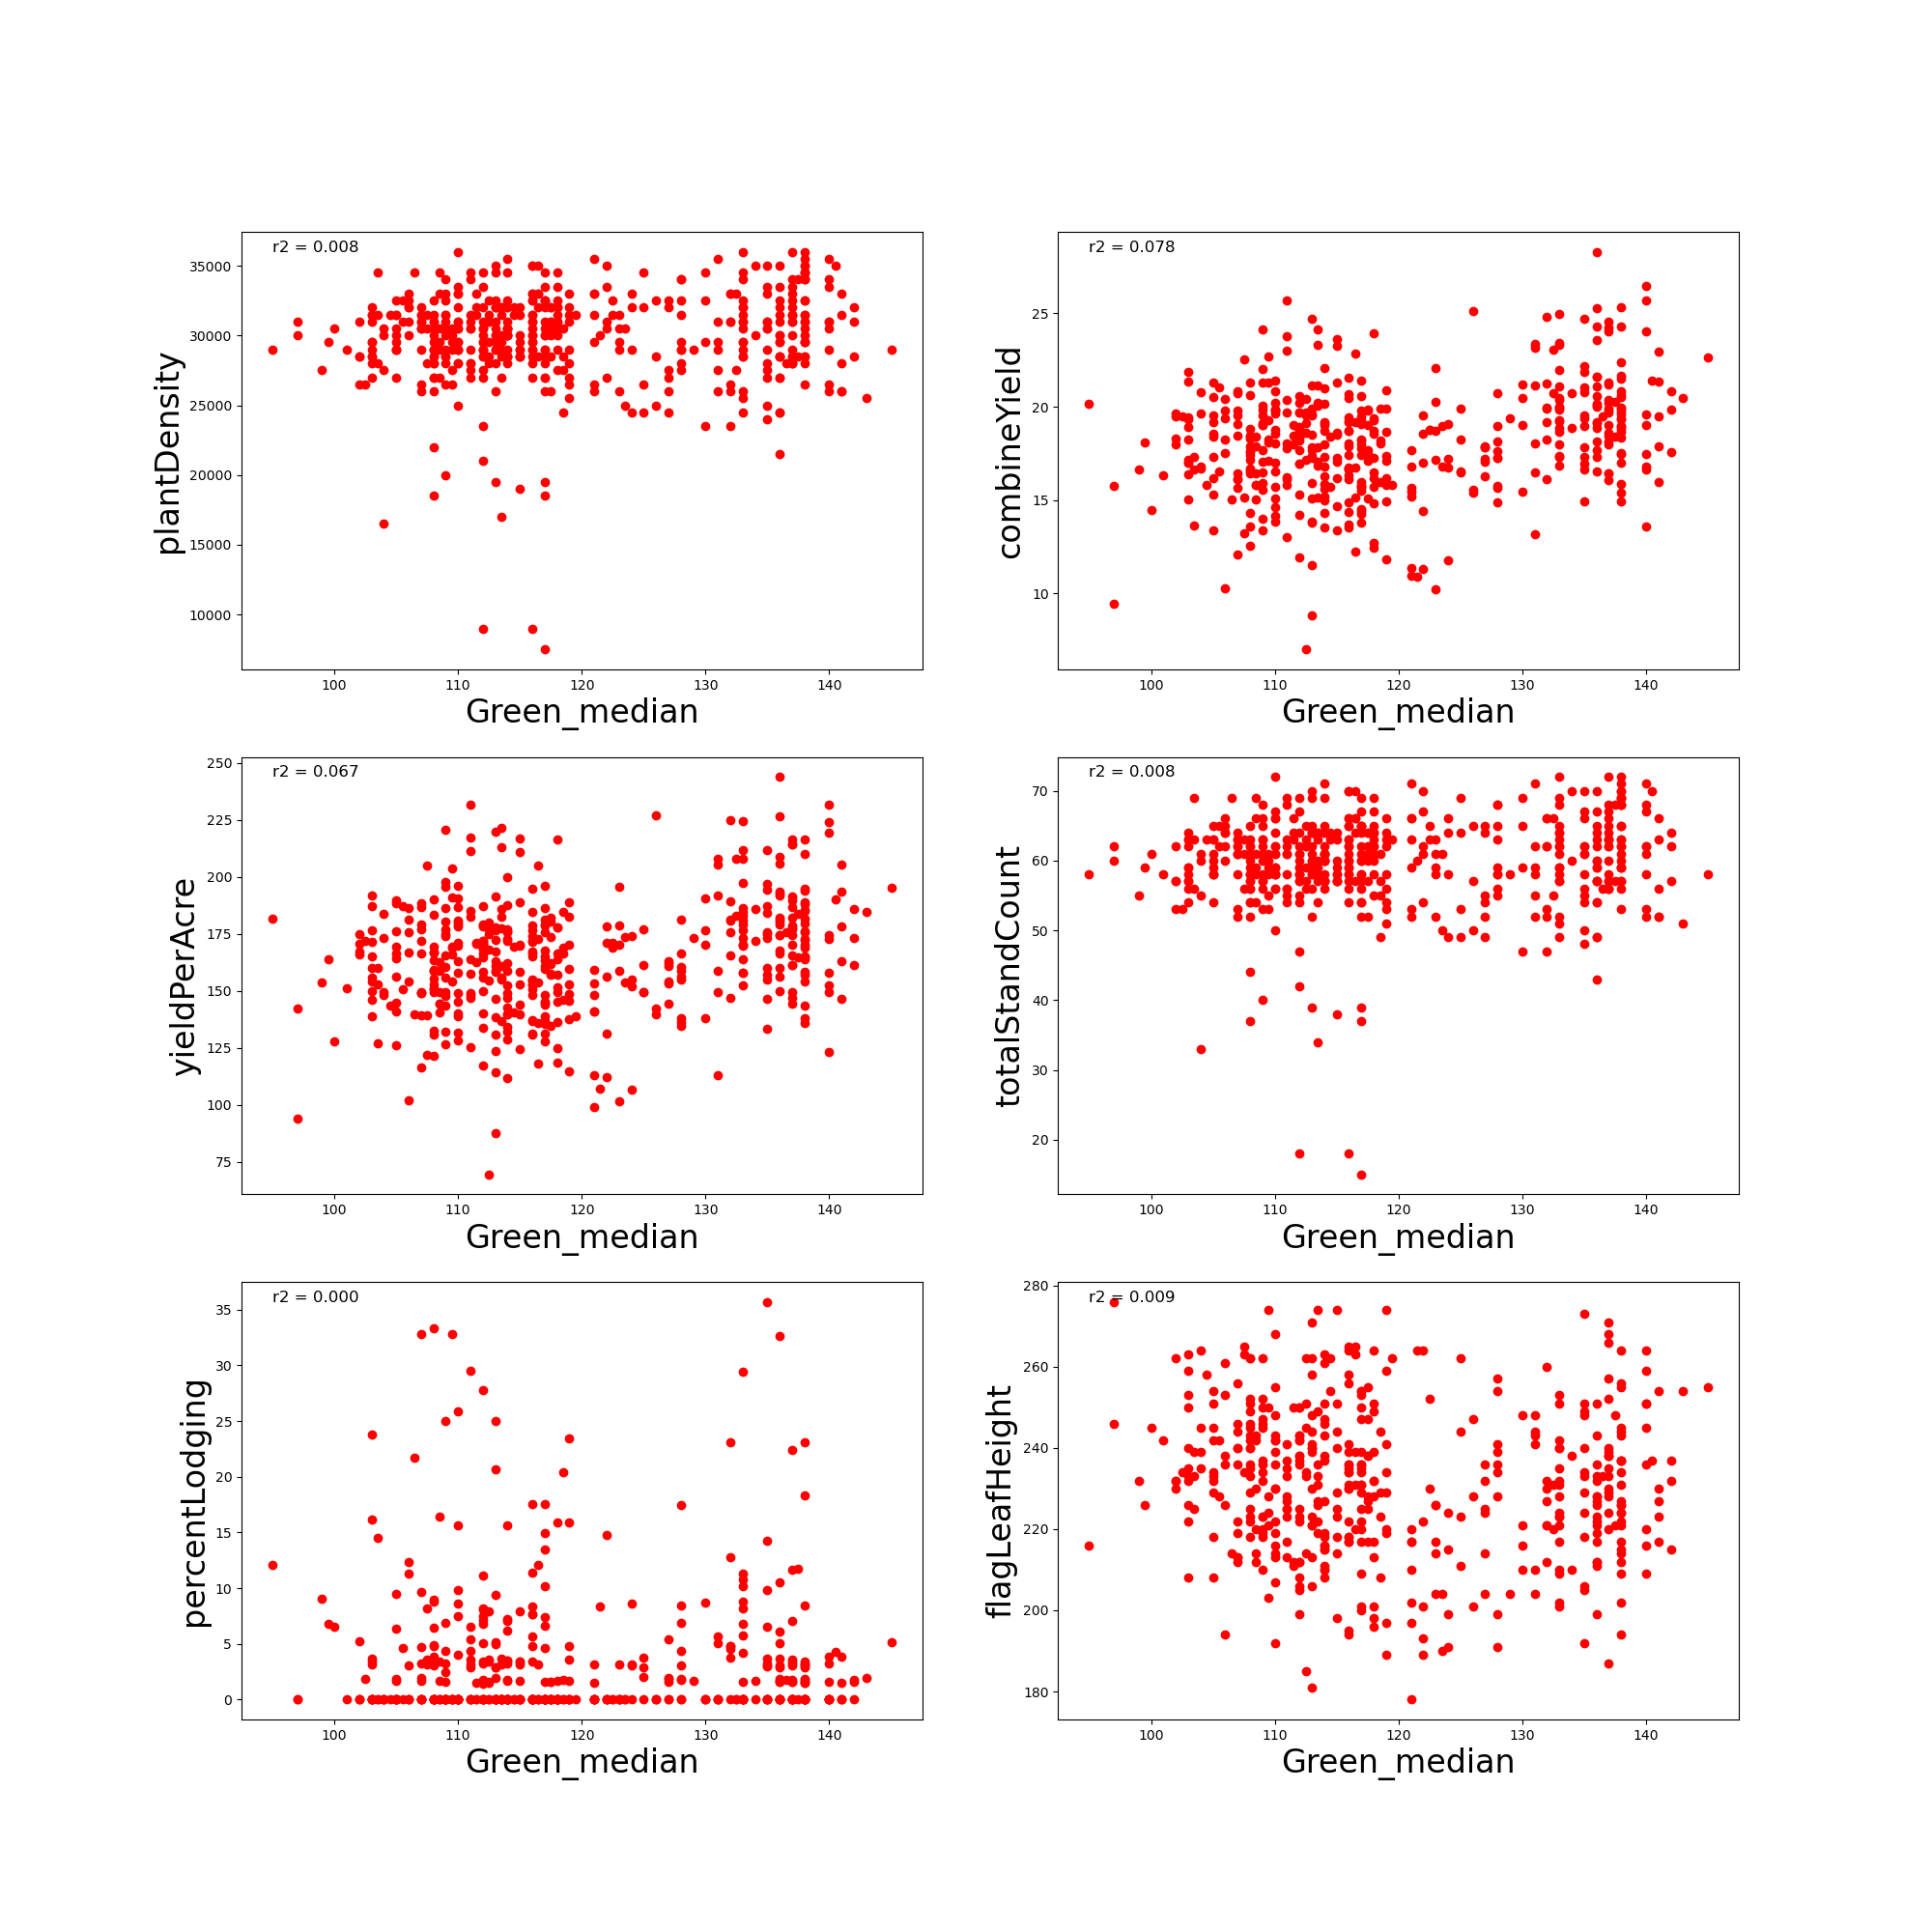 r2 = 0.008
35000
30000
25000
20000
15000
10000
plantDensity
100 110 120 130 140
Green_median
r2 = 0.078
25
20
15
10
combineYield
100 110 120 130 140
Green_median
r2 = 0.067
250
225
200
175
150
125
100
75
yieldPerAcre
100 110 120 130 140
Green_median
r2 = 0.008
70
60
50
40
30
20
totalStandCount
100 110 120 130 140
Green_median
r2 = 0.000
35
30
25
20
15
10
5
0
percentLodging
100 110 120 130 140
Green_median
r2 = 0.009
280
260
240
220
200
180
flagLeafHeight
100 110 120 130 140
Green_median